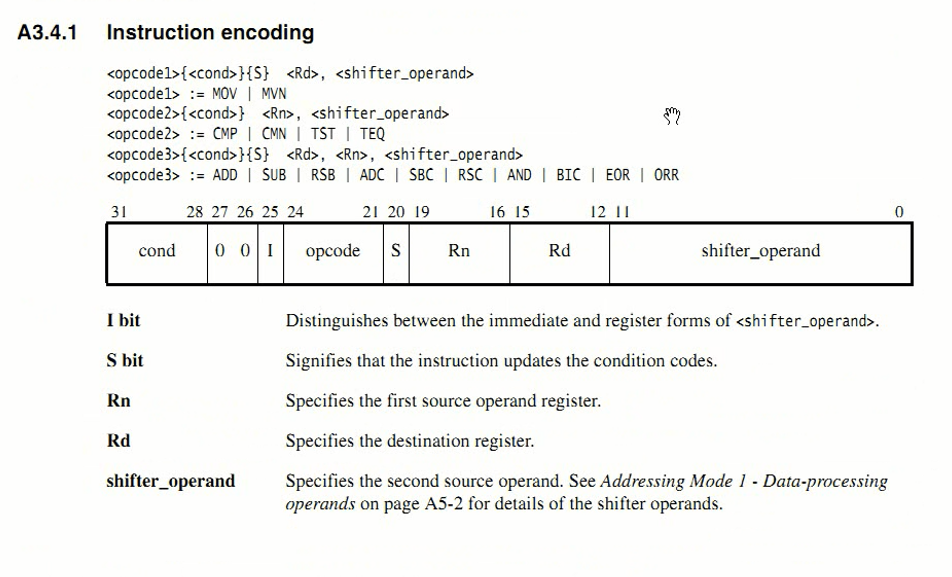 A3.4.1 Instruction encoding
<opcode1>{<cond>}{S} <Rd>, <shifter_operand>
<opcode1> := MOV | MVN
<opcode2>{<cond>} <Rn>, <shifter_operand>
<opcode2> := CMP | CMN | TST | TEQ
<opcode3>{<cond>}{S} <Rd>, <Rn>, <shifter_operand>
<opcode3> := ADD | SUB | RSB | ADC | SBC | RSC | AND | BIC | EOR | ORR
31 28 27 26 25 24 21 20 19 16 15 12 11 0
cond 0 0 I opcode S Rn Rd shifter_operand
I bit Distinguishes between the immediate and register forms of <shifter_operand>.
S bit Signifies that the instruction updates the condition codes.
Rn Specifies the first source operand register.
Rd Specifies the destination register.
shifter_operand Specifies the second source operand. See Addressing Mode 1 - Data-processing
operands on page A5-2 for details of the shifter operands.